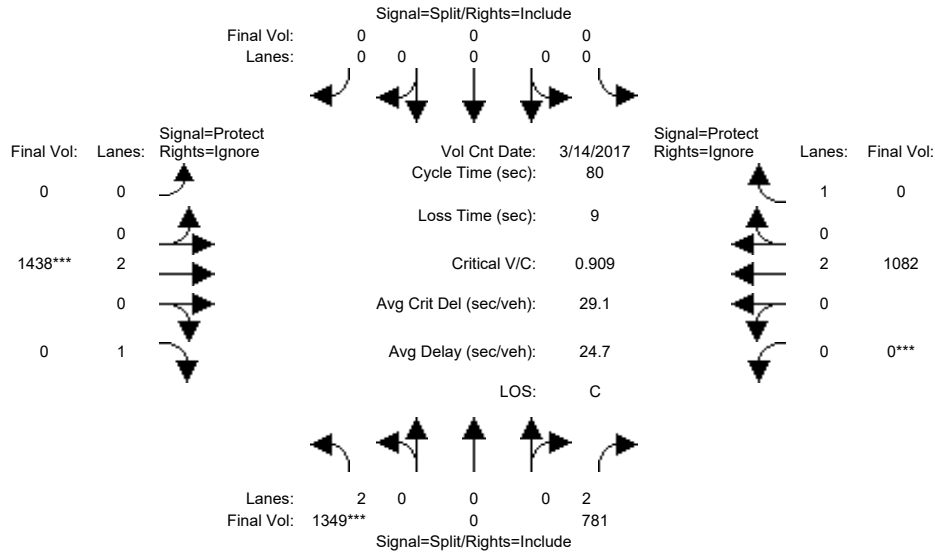 Signal=Split/Rights=Include
Final Vol: 0 0 0
Lanes: 0 0 0 0 0
Signal=Protect
Final Vol: Lanes: Rights=Ignore
Vol Cnt Date: 3/14/2017
Signal=Protect
Rights=Ignore Lanes: Final Vol:
Cycle Time (sec): 80
0 0
1 0
Loss Time (sec): 9
0
0
1438*** 2
Critical V/C: 0.909
2 1082
0
Avg Crit Del (sec/veh): 29.1
0
0 1
Avg Delay (sec/veh): 24.7
0 0***
LOS: C
Lanes: 2 0 0 0 2
Final Vol: 1349*** 0 781
Signal=Split/Rights=Include